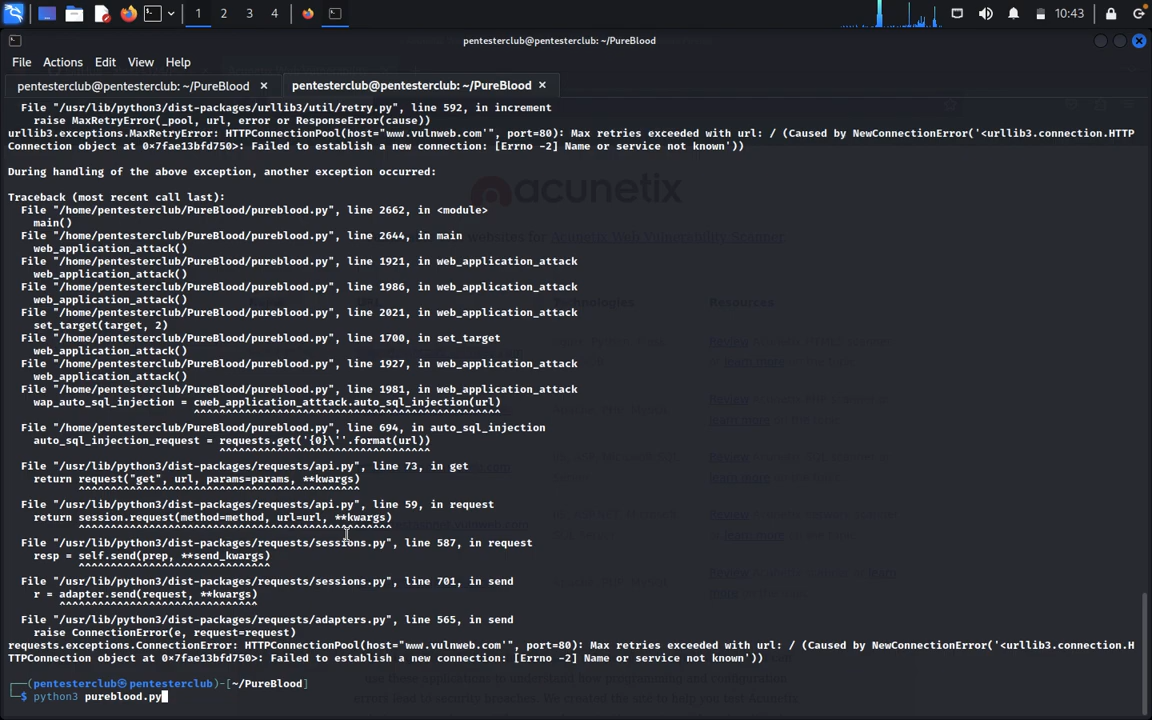 1 2 3 4 10:43
pentesterclub@pentesterclub: ~/PureBlood
File Actions Edit View Help
pentesterclub@pentesterclub: ~/PureBlood × pentesterclub@pentesterclub: ~/PureBlood ×
File "/usr/lib/python3/dist-packages/urllib3/util/retry.py", line 592, in increment
raise MaxRetryError(_pool, url, error or ResponseError(cause))
urllib3.exceptions.MaxRetryError: HTTPConnectionPool(host="www.vulnweb.com'", port=80): Max retries exceeded with url: / (Caused by NewConnectionError('<urllib3.connection.HTTP
Connection object at 0×7fae13bfd750>: Failed to establish a new connection: [Errno -2] Name or service not known'))
During handling of the above exception, another exception occurred:
acunetix
Traceback (most recent call last):
File "/home/pentesterclub/PureBlood/pureblood.py", line 2662, in <module>
main()
File "/home/pentesterclub/PureBlood/pureblood.py", line 2644, in main
websites for Acunetix Web Vulnerability Scanner
web_application_attack()
File "/home/pentesterclub/PureBlood/pureblood.py", line 1921, in web_application_attack
web_application_attack()
File "/home/pentesterclub/PureBlood/pureblood.py", line 1986, in web_application_attack
web_application_attack()
Resources
File "/home/pentesterclub/PureBlood/pureblood.py", line 2021, in web_application_attack
set_target(target, 2)
File "/home/pentesterclub/PureBlood/pureblood.py", line 1700, in set_target
web_application_attack()
File "/home/pentesterclub/PureBlood/pureblood.py", line 1927, in web_application_attack
web_application_attack()
File "/home/pentesterclub/PureBlood/pureblood.py", line 1981, in web_application_attack
wap_auto_sql_injection = cweb_application_atttack.auto_sql_injection(url)
^^^^^^^^^^^^^^^^^^^^^^^^^^^^^^^^^^^^^^^^^^^^^^^^
File "/home/pentesterclub/PureBlood/pureblood.py", line 694, in auto_sql_injection
auto_sql_injection_request = requests.get('{0}\''.format(url))
^^^^^^^^^^^^^^^^^^^^^^^^^^^^^^^^^
File "/usr/lib/python3/dist-packages/requests/api.py", line 73, in get
return request("get", url, params=params, **kwargs)
^^^^^^^^^^^^^^^^^^^^^^^^^^^^^^^^^^^^^^^^^^^^
File "/usr/lib/python3/dist-packages/requests/api.py", line 59, in request
return session.request(method=method, url=url, **kwargs)
^^^^^^^^^^^^^^^^^^^^^^^^^^^^^^^^^^^^^^^^^^^^^^^^^
File "/usr/lib/python3/dist-packages/requests/sessions.py", line 587, in request
resp = self.send(prep, **send_kwargs)
^^^^^^^^^^^^^^^^^^^^^^^^^^^^^^
File "/usr/lib/python3/dist-packages/requests/sessions.py", line 701, in send
r = adapter.send(request, **kwargs)
^^^^^^^^^^^^^^^^^^^^^^^^^^^^^^^
File "/usr/lib/python3/dist-packages/requests/adapters.py", line 565, in send
raise ConnectionError(e, request=request)
requests.exceptions.ConnectionError: HTTPConnectionPool(host="www.vulnweb.com'", port=80): Max retries exceeded with url: / (Caused by NewConnectionError('<urllib3.connection.H
TTPConnection object at 0×7fae13bfd750>: Failed to establish a new connection: [Errno -2] Name or service not known'))
┌──(pentesterclub㉿pentesterclub)-[~/PureBlood]
└─$ python3 pureblood.py